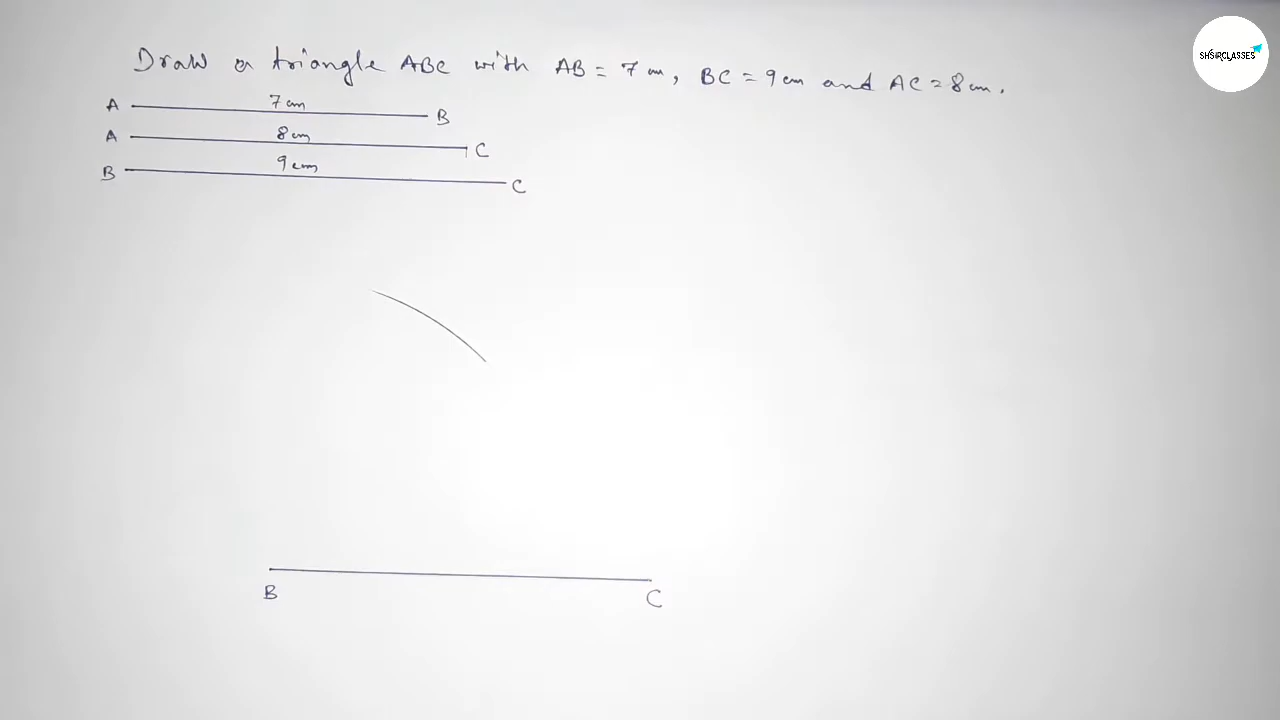 SHSIRCLASSES
Draw a triangle ABC with AB = 7 cm, BC = 9 cm and AC = 8 cm.
A 7 cm B
A 8 cm C
B 9 cm C
B C